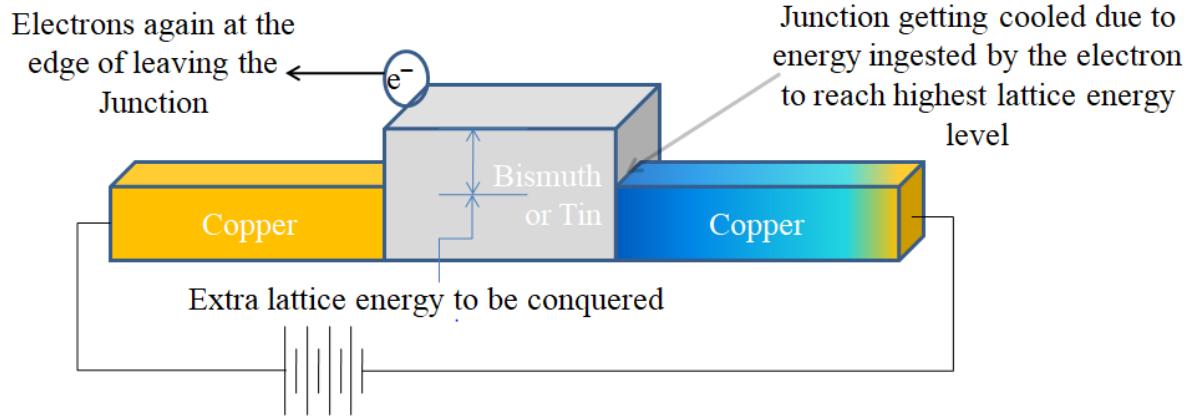 Electrons again at the
edge of leaving the
Junction
e⁻
Junction getting cooled due to
energy ingested by the electron
to reach highest lattice energy
level
Bismuth
or Tin
Copper
Copper
Extra lattice energy to be conquered